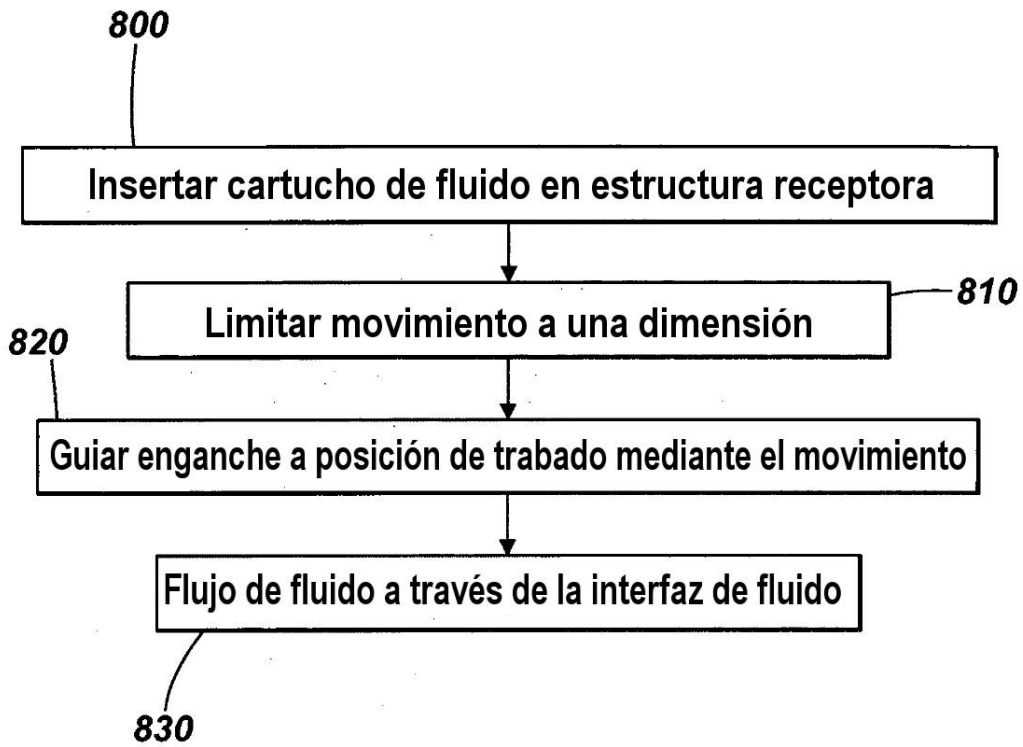 800
Insertar cartucho de fluido en estructura receptora
810
Limitar movimiento a una dimensión
820
Guiar enganche a posición de trabado mediante el movimiento
Flujo de fluido a través de la interfaz de fluido
830